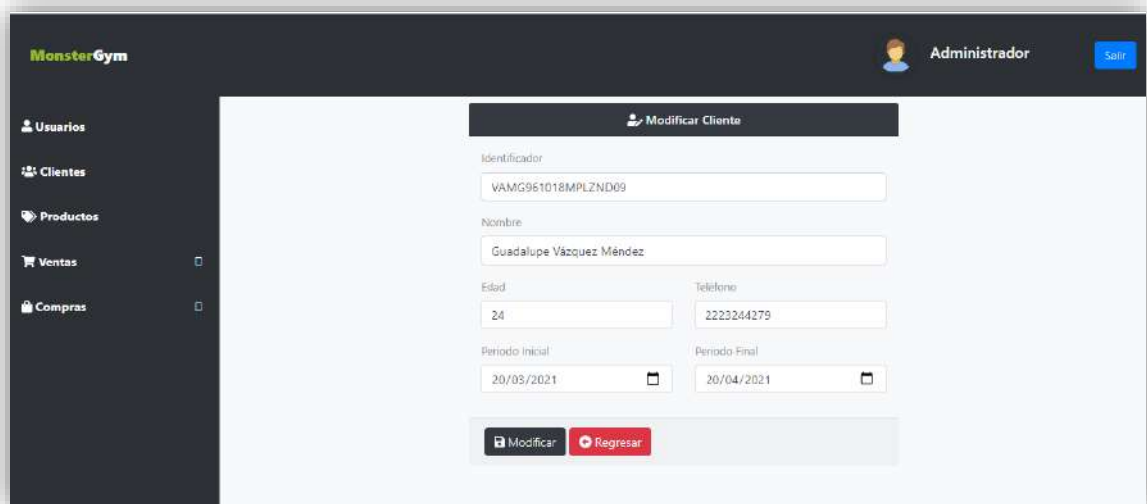 MonsterGym
Administrador
Salir
Usuarios
Clientes
Productos
Ventas
Compras
Modificar Cliente
Identificador
VAMG961018MPLZND09
Nombre
Guadalupe Vázquez Méndez
Edad
Teléfono
24
2223244279
Periodo Inicial
Periodo Final
20/03/2021
20/04/2021
Modificar
Regresar